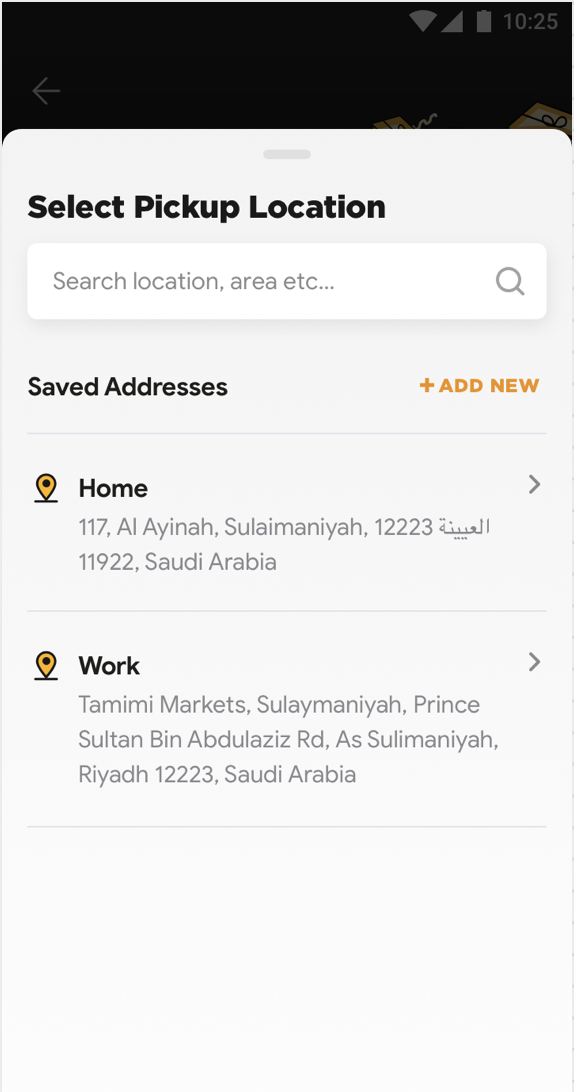 10:25
Select Pickup Location
Search location, area etc...
Saved Addresses
+ ADD NEW
Home
117, Al Ayinah, Sulaimaniyah, 12223 العيينة
11922, Saudi Arabia
Work
Tamimi Markets, Sulaymaniyah, Prince
Sultan Bin Abdulaziz Rd, As Sulimaniyah,
Riyadh 12223, Saudi Arabia